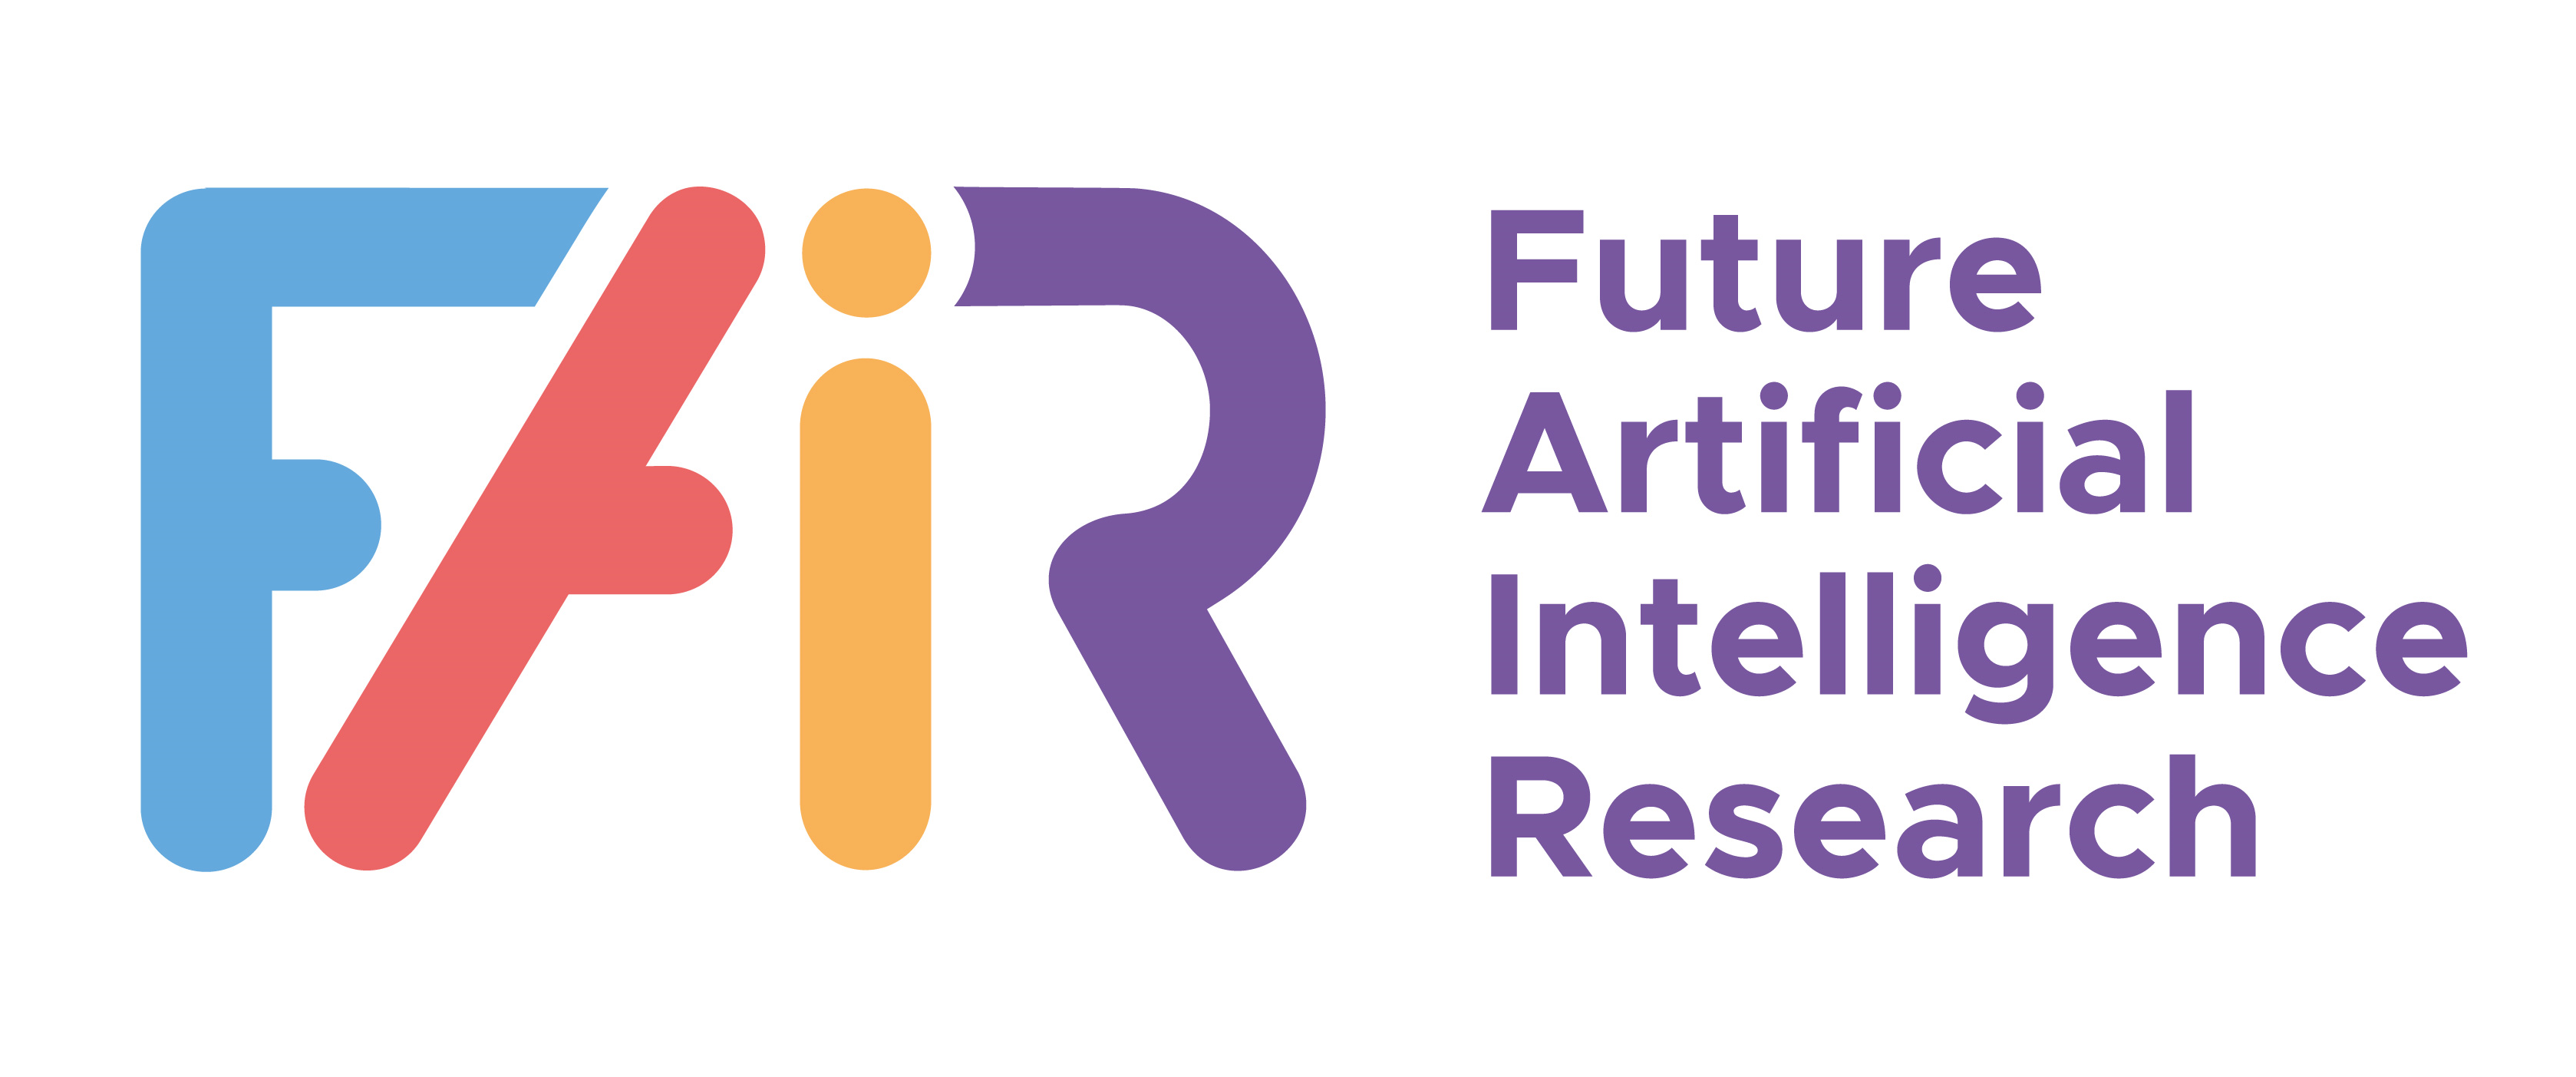 FAiR
Future
Artificial
Intelligence
Research